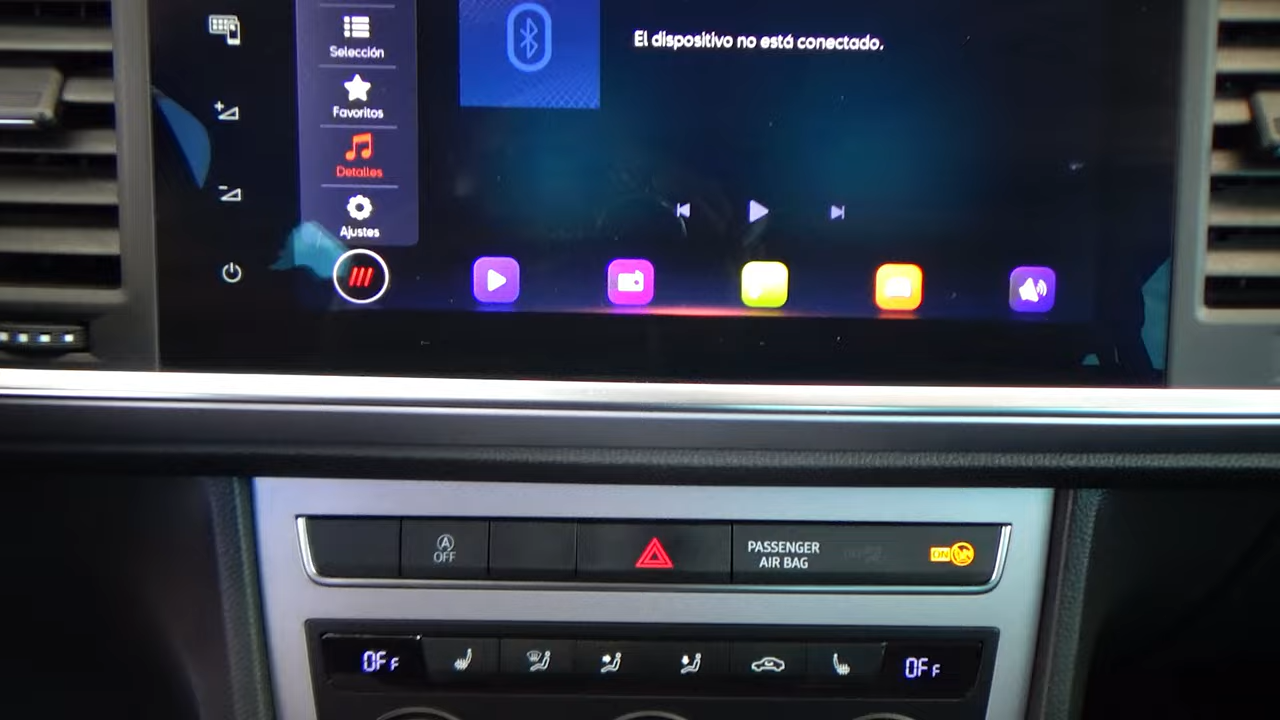 Selección
El dispositivo no está conectado.
Favoritos
Detalles
Ajustes
A
OFF
PASSENGER
AIR BAG
ON
OFF
OFF